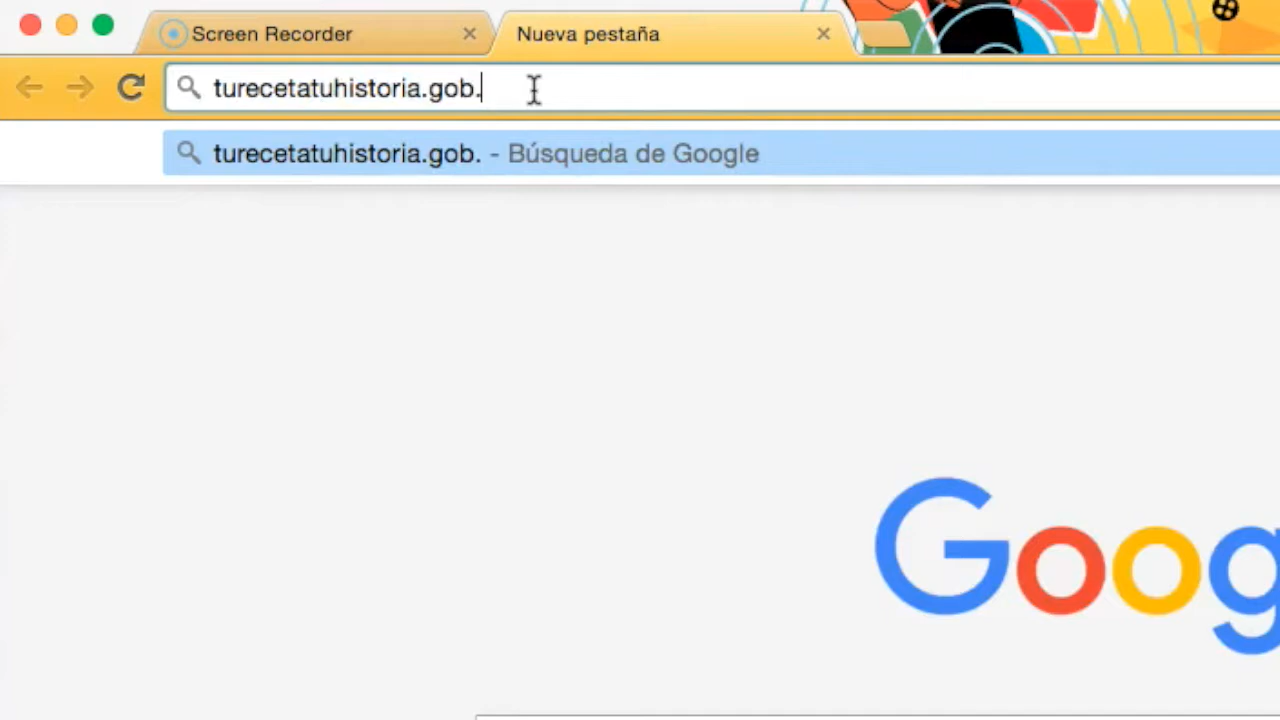 Screen Recorder
Nueva pestaña
turecetatuhistoria.gob.
turecetatuhistoria.gob. - Búsqueda de Google
Goog